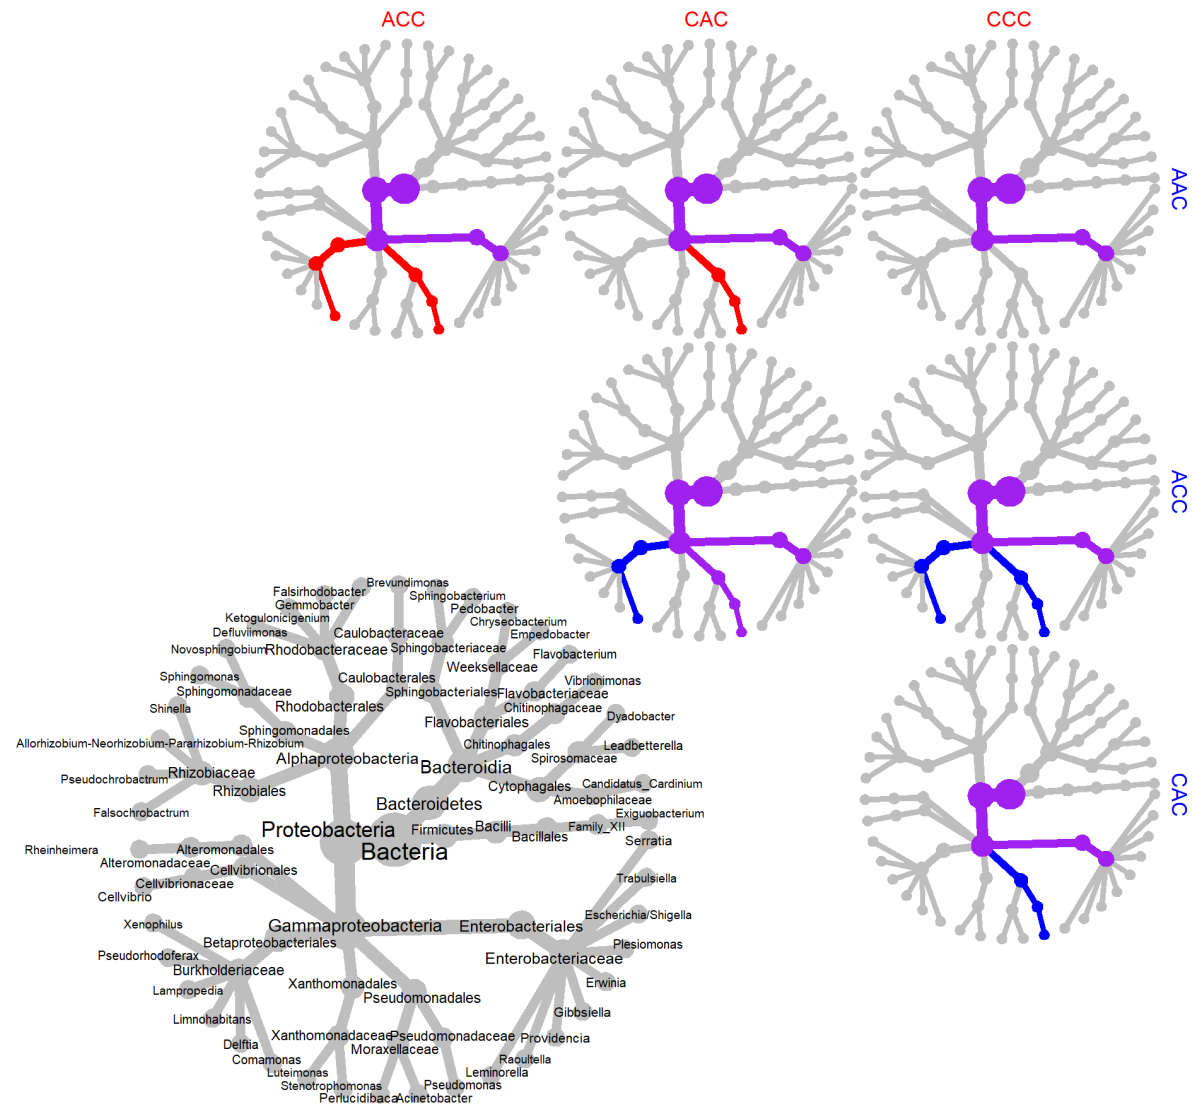 ACC
CAC
CCC
AAC
ACC
CAC
Brevundimonas
Falsirhodobacter
Sphingobacterium
Gemmobacter
Pedobacter
Ketogulonicigenium
Chryseobacterium
Defluviimonas
Caulobacteraceae
Empedobacter
Novosphingobium
Rhodobacteraceae
Sphingobacteriaceae
Flavobacterium
Weeksellaceae
Sphingomonas
Caulobacterales
Vibrionimonas
Sphingomonadaceae
Sphingobacteriales
Flavobacteriaceae
Shinella
Rhodobacterales
Chitinophagaceae
Dyadobacter
Flavobacteriales
Sphingomonadales
Allorhizobium-Neorhizobium-Pararhizobium-Rhizobium
Chitinophagales
Leadbetterella
Alphaproteobacteria
Spirosomaceae
Bacteroidia
Rhizobiaceae
Pseudochrobactrum
Cytophagales
Candidatus_Cardinium
Rhizobiales
Amoebophilaceae
Bacteroidetes
Falsochrobactrum
Exiguobacterium
Proteobacteria
Firmicutes
Bacilli
Family_XII
Bacillales
Serratia
Rheinheimera
Alteromonadales
Bacteria
Alteromonadaceae
Cellvibrionales
Trabulsiella
Cellvibrionaceae
Cellvibrio
Escherichia/Shigella
Xenophilus
Gammaproteobacteria
Enterobacteriales
Betaproteobacteriales
Plesiomonas
Pseudorhodoferax
Enterobacteriaceae
Burkholderiaceae
Xanthomonadales
Erwinia
Lampropedia
Pseudomonadales
Gibbsiella
Limnohabitans
Xanthomonadaceae
Pseudomonadaceae
Providencia
Delftia
Moraxellaceae
Comamonas
Raoultella
Luteimonas
Leminorella
Stenotrophomonas
Pseudomonas
Perlucidibaca
Acinetobacter